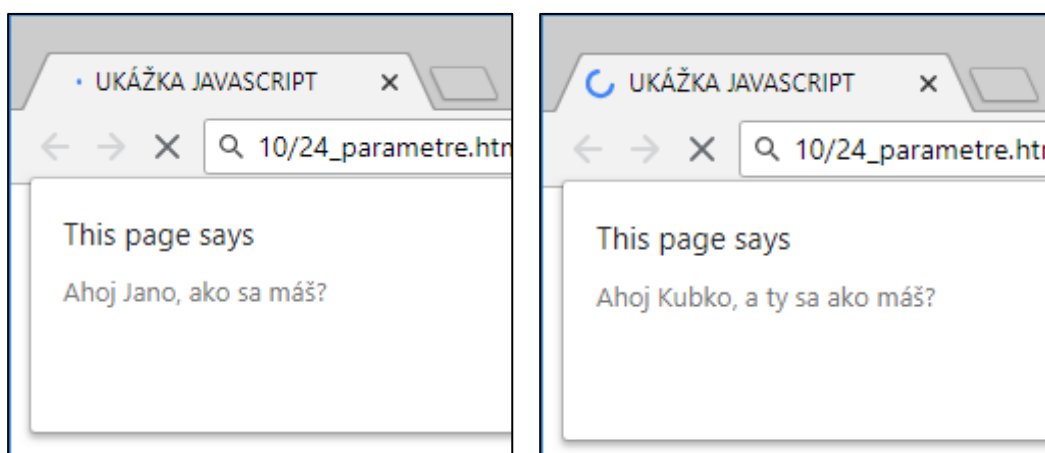 UKÁŽKA JAVASCRIPT
10/24_parametre.htm
This page says
Ahoj Jano, ako sa máš?
UKÁŽKA JAVASCRIPT
10/24_parametre.htm
This page says
Ahoj Kubko, a ty sa ako máš?